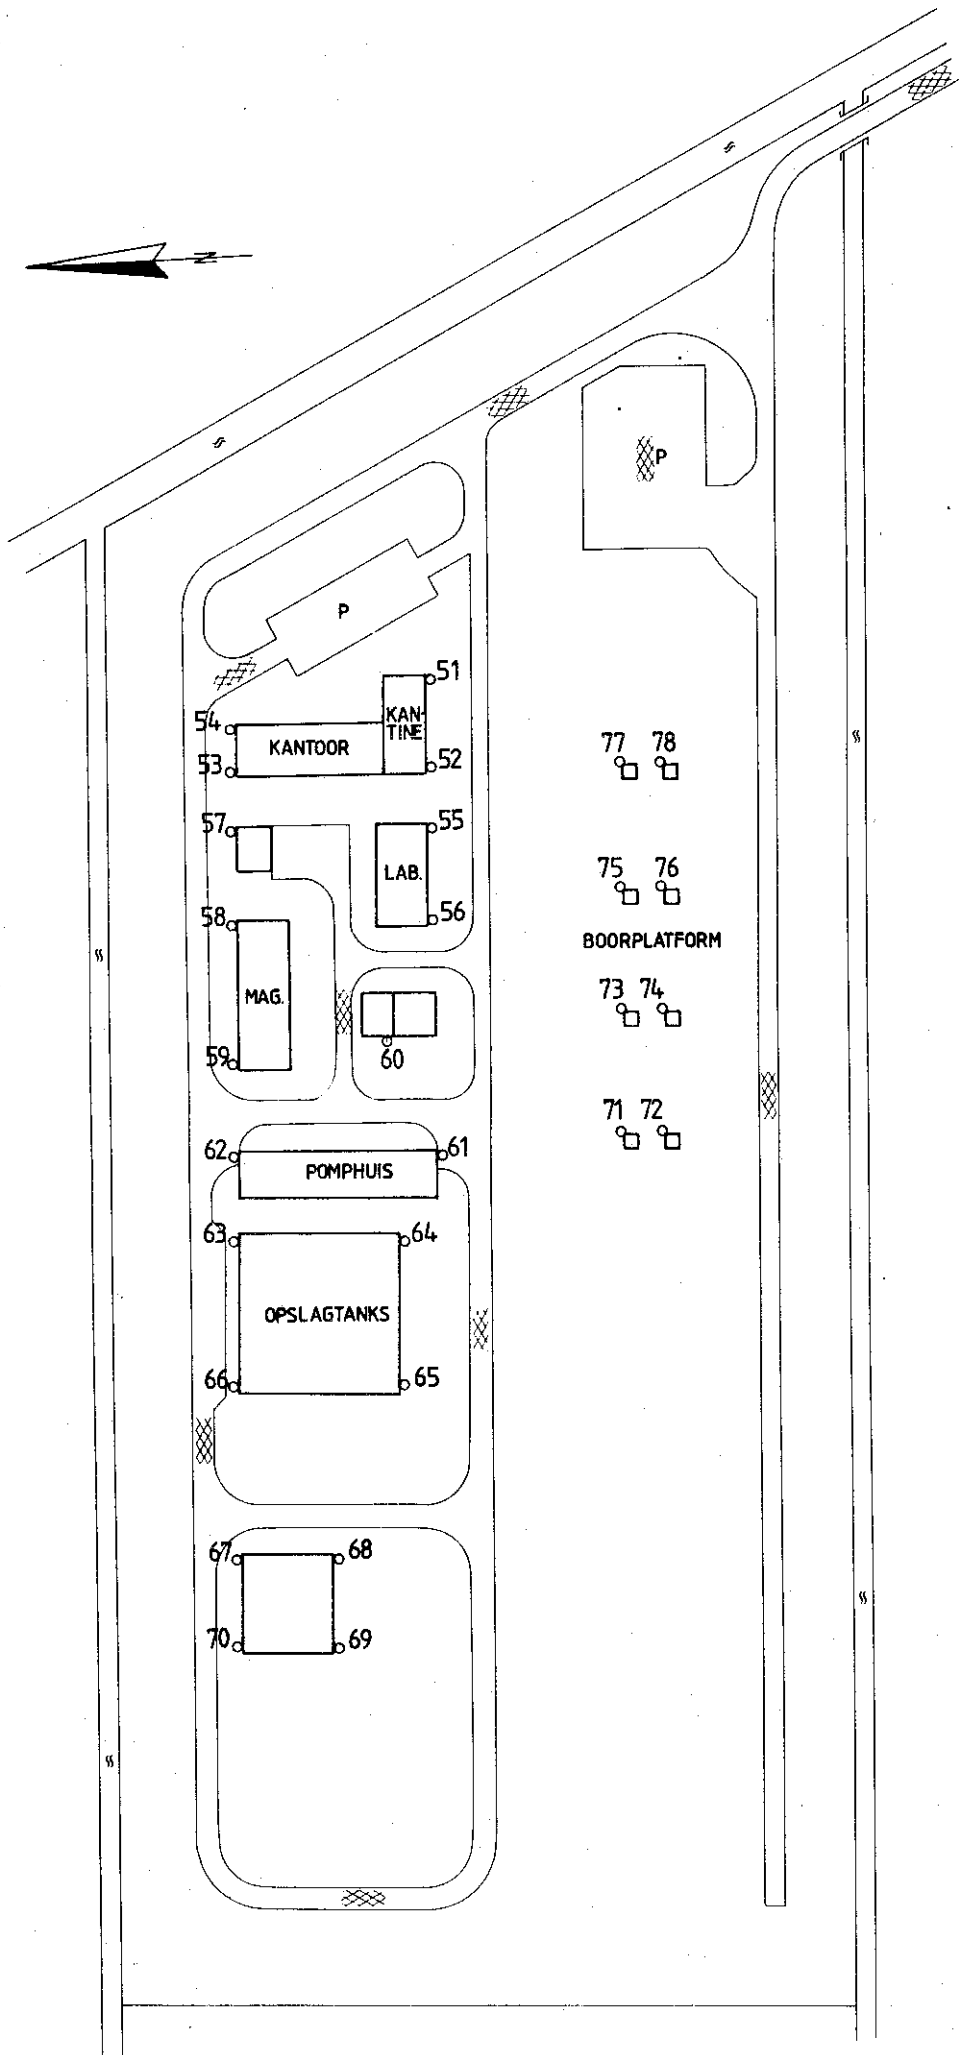 N
P
P
51
KAN-
TINE
54
KANTOOR
53
52
77 78
57
55
LAB.
75 76
58
56
BOORPLATFORM
MAG.
73 74
59
60
71 72
62
61
POMPHUIS
63
64
OPSLAGTANKS
66
65
67
68
70
69